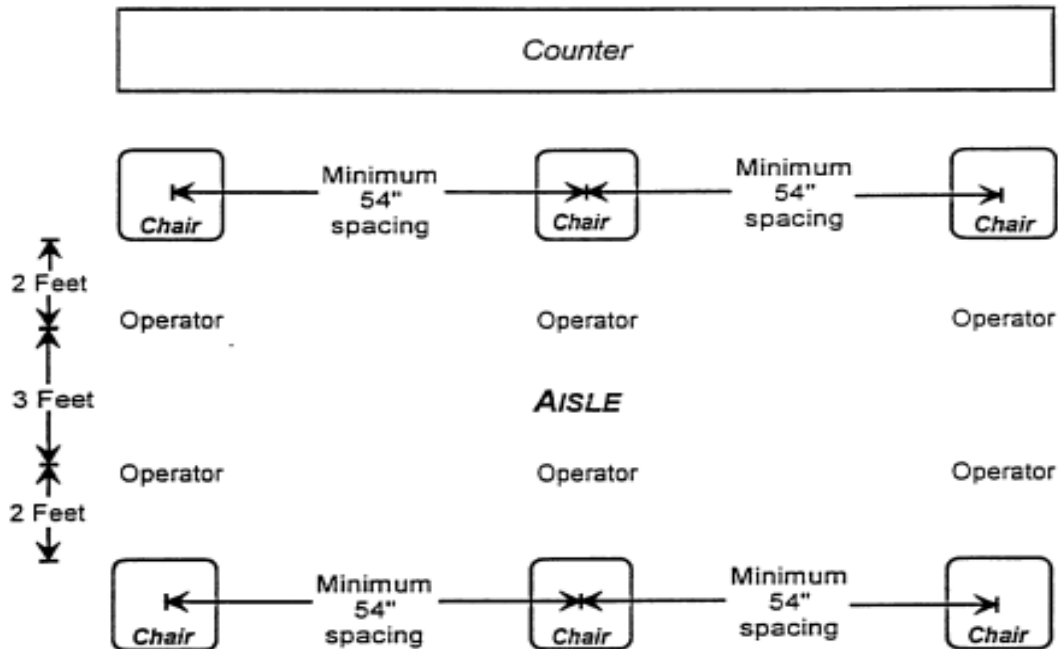 Counter
Minimum
54"
spacing
Minimum
54"
spacing
Chair
Chair
Chair
2 Feet
Operator
Operator
Operator
3 Feet
AISLE
Operator
Operator
Operator
2 Feet
Minimum
54"
spacing
Minimum
54"
spacing
Chair
Chair
Chair